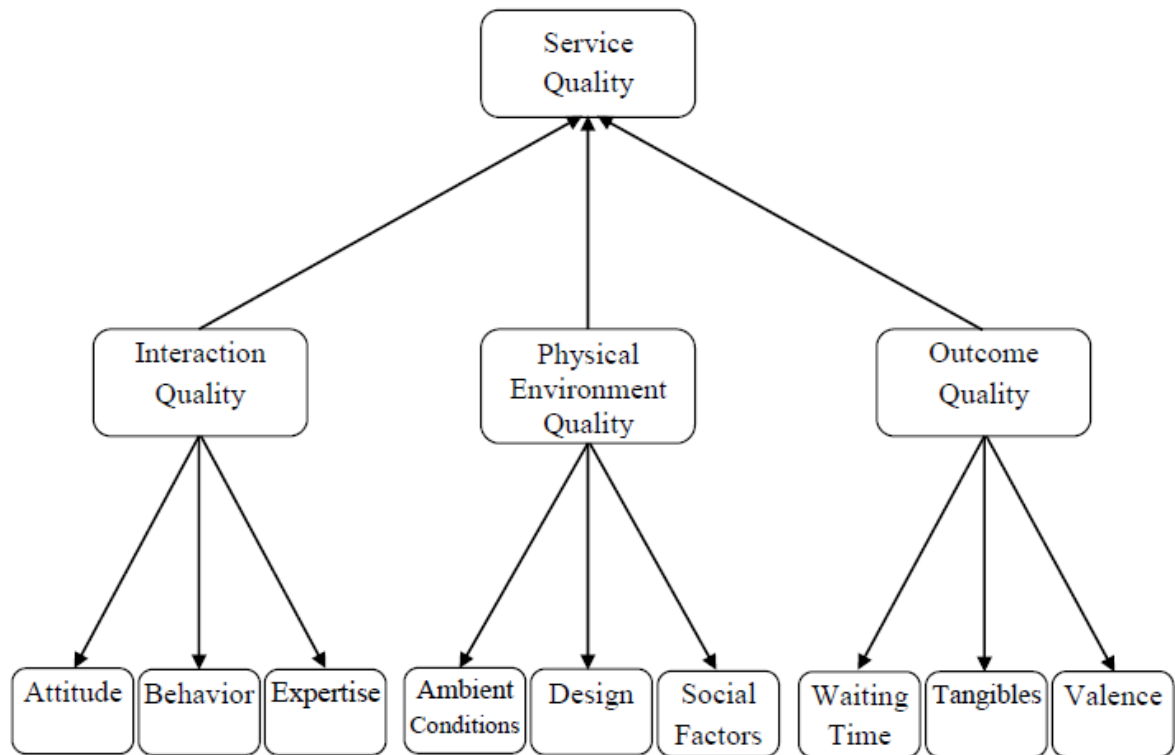 Service
Quality
Interaction
Quality
Physical
Environment
Quality
Outcome
Quality
Attitude
Behavior
Expertise
Ambient
Conditions
Design
Social
Factors
Waiting
Time
Tangibles
Valence